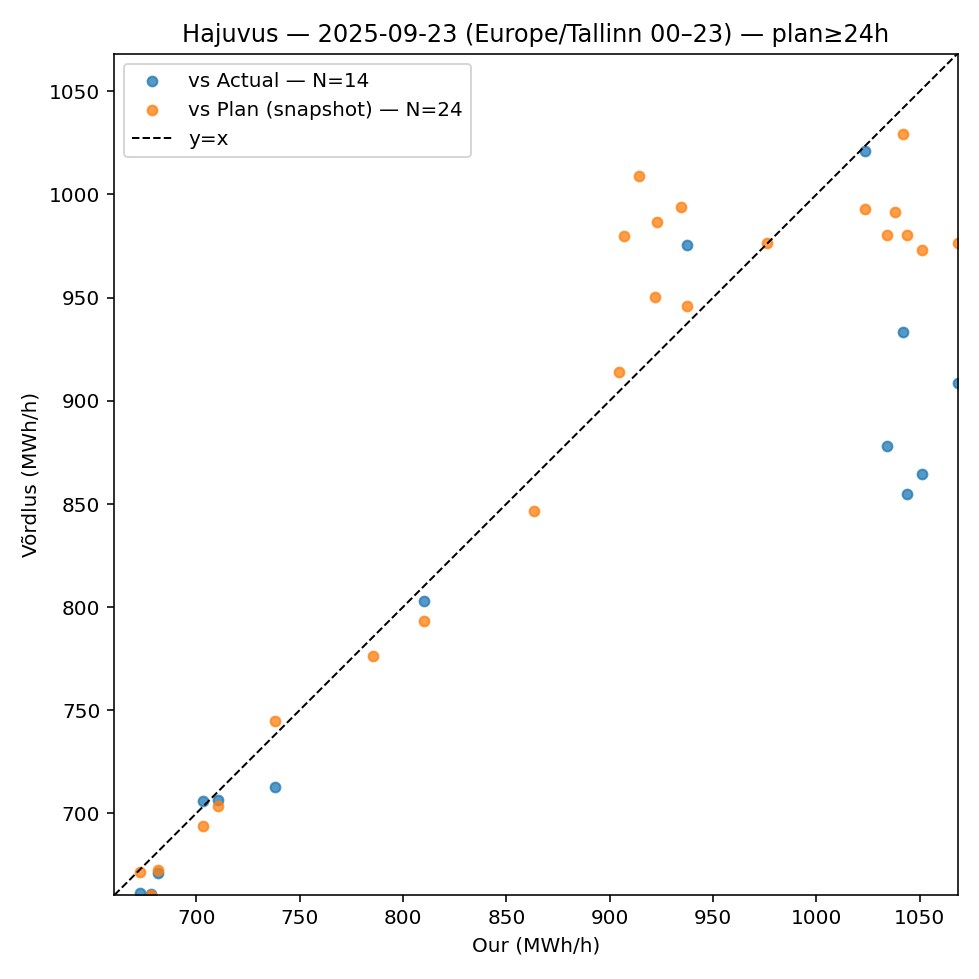 Hajuvus — 2025-09-23 (Europe/Tallinn 00–23) — plan≥24h
vs Actual — N=14
vs Plan (snapshot) — N=24
y=x
1050
1000
950
900
850
800
750
700
Võrdlus (MWh/h)
700 750 800 850 900 950 1000 1050
Our (MWh/h)